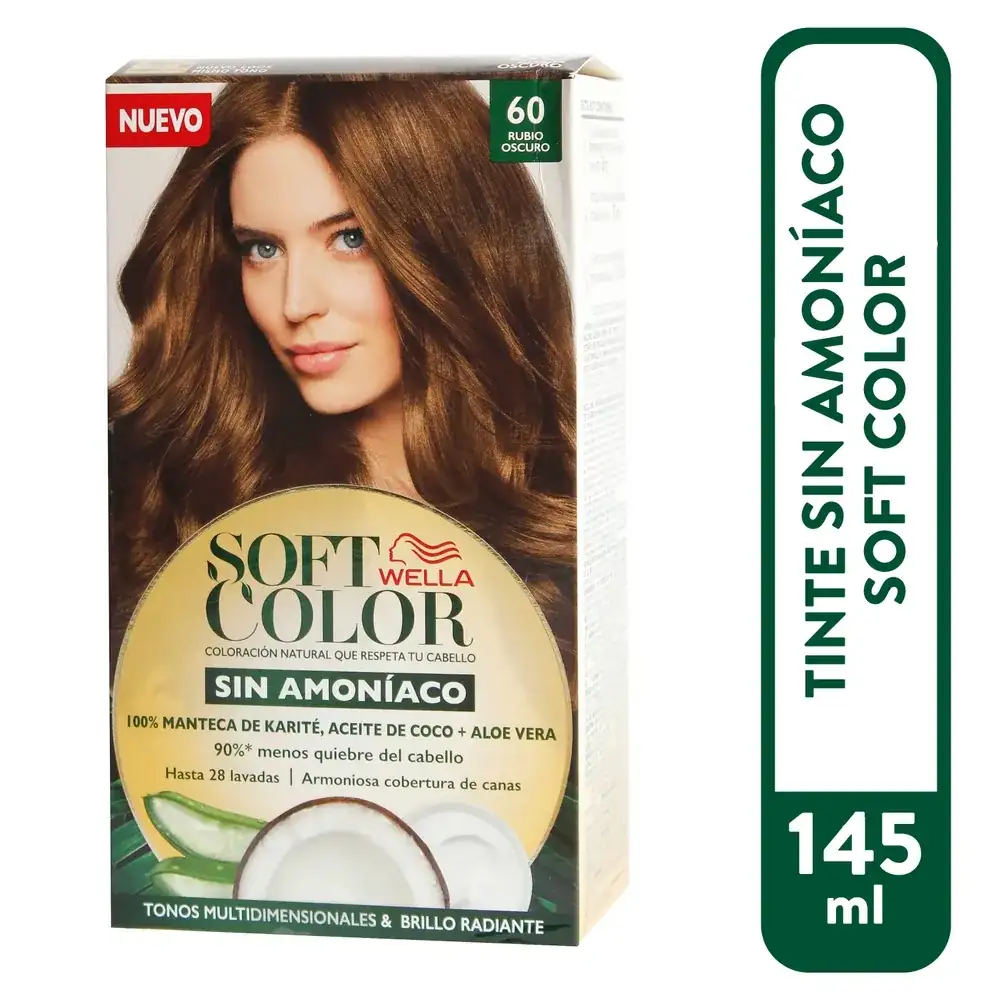 NUEVO
60
RUBIO
OSCURO
SOFT
WELLA
COLOR
COLORACIÓN NATURAL QUE RESPETA TU CABELLO
SIN AMONÍACO
100% MANTECA DE KARITÉ, ACEITE DE COCO + ALOE VERA
90%* menos quiebre del cabello
Hasta 28 lavadas | Armoniosa cobertura de canas
TONOS MULTIDIMENSIONALES & BRILLO RADIANTE
TINTE SIN AMONÍACO
SOFT COLOR
145
ml